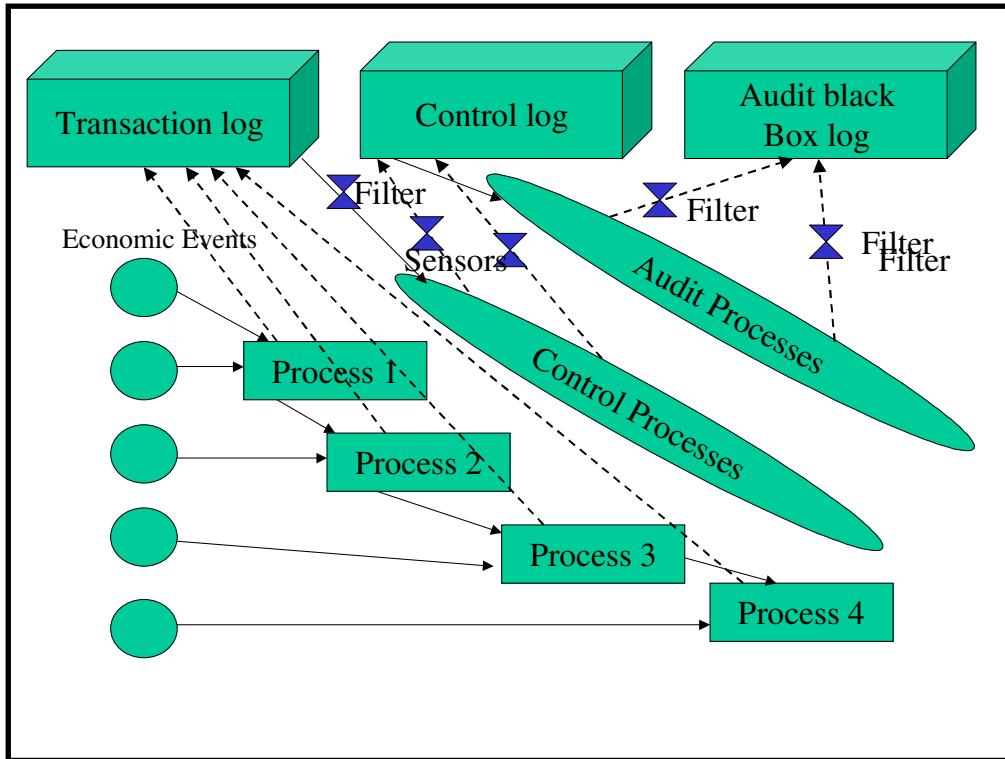 Transaction log
Control log
Audit black
Box log
Filter
Filter
Economic Events
Sensors
Filter
Filter
Audit Processes
Process 1
Control Processes
Process 2
Process 3
Process 4